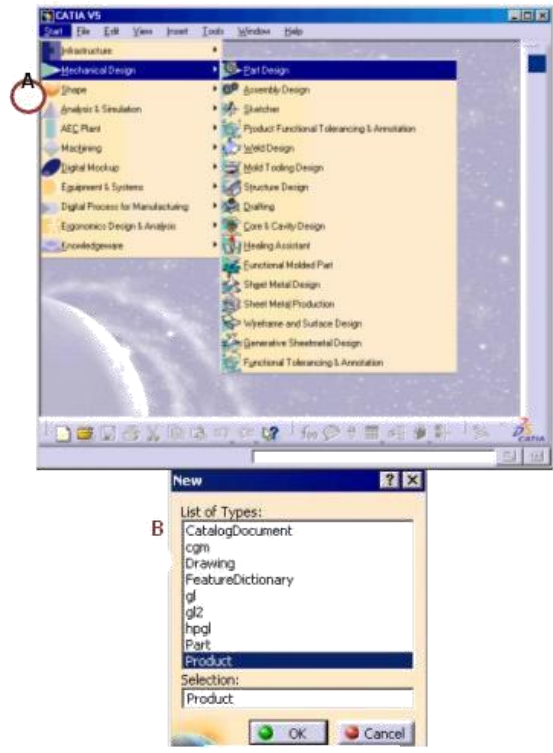 CATIA V5
Start File Edit View Insert Tools Window Help
Infrastructure
Mechanical Design
Shape
Analysis & Simulation
AEC Plant
Machining
Digital Mockup
Equipment & Systems
Digital Process for Manufacturing
Ergonomics Design & Analysis
Knowledgeware
Part Design
Assembly Design
Sketcher
Product Functional Tolerancing & Annotation
Weld Design
Mold Tooling Design
Structure Design
Drafting
Core & Cavity Design
Healing Assistant
Functional Molded Part
Sheet Metal Design
Sheet Metal Production
Wireframe and Surface Design
Generative Sheetmetal Design
Functional Tolerancing & Annotation
A
CATIA
B
New
List of Types:
CatalogDocument
cgm
Drawing
FeatureDictionary
gl
gl2
hpgl
Part
Product
Selection:
Product
OK Cancel